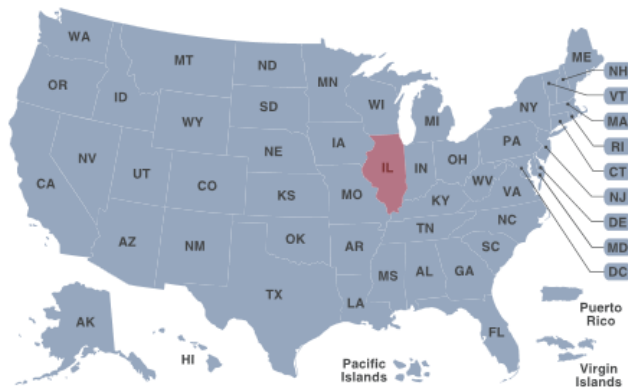 WA
MT
ND
MN
ME
NH
OR
ID
SD
WI
MI
NY
VT
WY
MA
IA
RI
NV
NE
IL
IN
OH
PA
CT
CA
UT
CO
KS
MO
KY
WV
VA
NJ
DE
AZ
NM
OK
AR
TN
NC
MD
SC
DC
TX
LA
MS
AL
GA
AK
HI
FL
Puerto
Rico
Pacific
Islands
Virgin
Islands